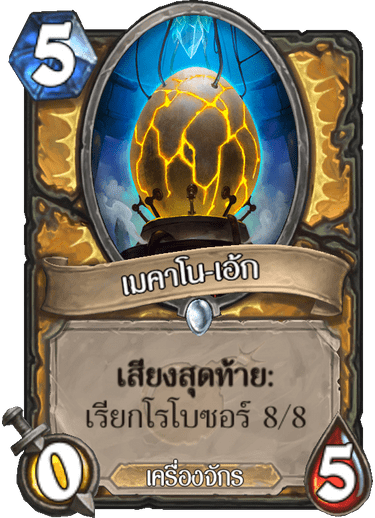 5
เมคาโน-เอ้ก
เสียงสุดท้าย:
เรียกโรโบซอร์ 8/8
0
เครื่องจักร
5